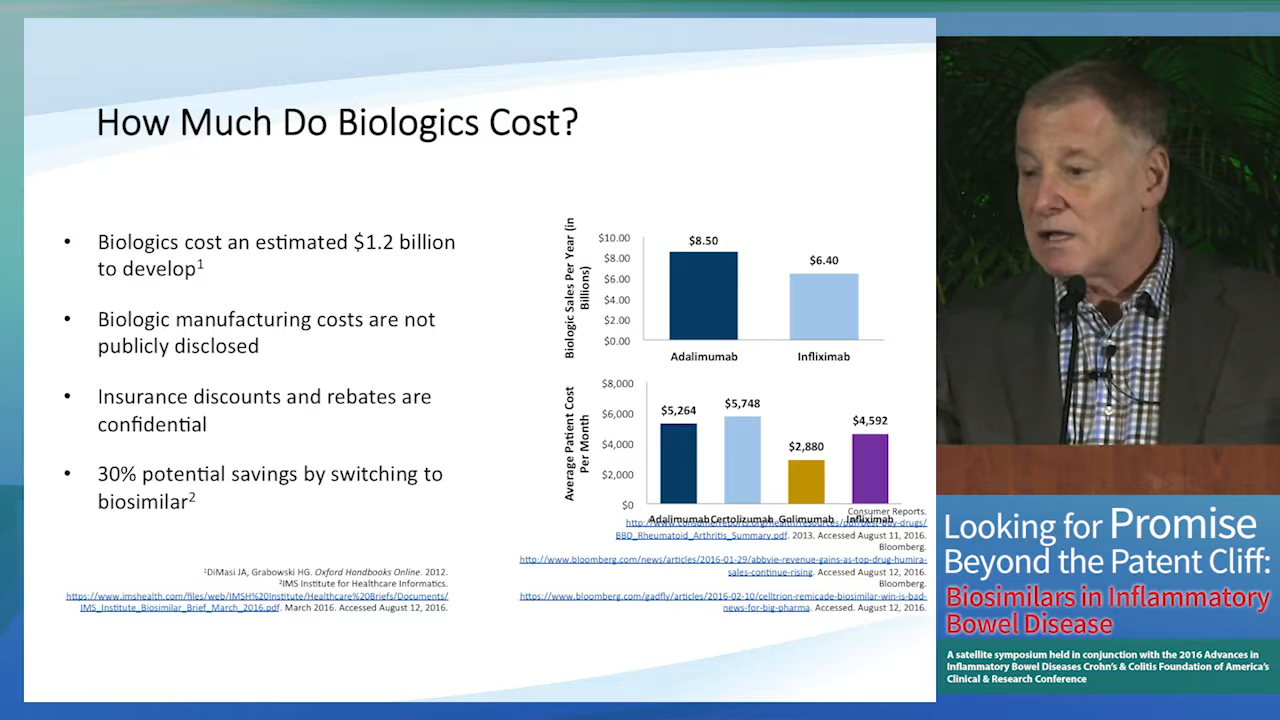 How Much Do Biologics Cost?
• Biologics cost an estimated $1.2 billion
to develop1
• Biologic manufacturing costs are not
publicly disclosed
• Insurance discounts and rebates are
confidential
• 30% potential savings by switching to
biosimilar2
1DiMasi JA, Grabowski HG. Oxford Handbooks Online. 2012.
2IMS Institute for Healthcare Informatics.
https://www.imshealth.com/files/web/IMSH%20Institute/Healthcare%20Briefs/Documents/
IMS_Institute_Biosimilar_Brief_March_2016.pdf. March 2016. Accessed August 12, 2016.
Biologic Sales Per Year (in
Billions)
$10.00
$8.00
$6.00
$4.00
$2.00
$0.00
$8.50
$6.40
Adalimumab
Infliximab
Average Patient Cost
Per Month
$8,000
$6,000
$4,000
$2,000
$0
$5,264
$5,748
$2,880
$4,592
Adalimumab Certolizumab Golimumab Infliximab
Consumer Reports.
BBD_Rheumatoid_Arthritis_Summary.pdf. 2013. Accessed August 11, 2016.
Bloomberg.
http://www.bloomberg.com/news/articles/2016-01-29/abbvie-revenue-gains-as-top-drug-humira-
sales-continue-rising. Accessed August 12, 2016.
Bloomberg.
https://www.bloomberg.com/gadfly/articles/2016-02-10/celltrion-remicade-biosimilar-win-is-bad-
news-for-big-pharma. Accessed. August 12, 2016.
Looking for Promise
Beyond the Patent Cliff:
Biosimilars in Inflammatory
Bowel Disease
A satellite symposium held in conjunction with the 2016 Advances in
Inflammatory Bowel Diseases Crohn's & Colitis Foundation of America's
Clinical & Research Conference